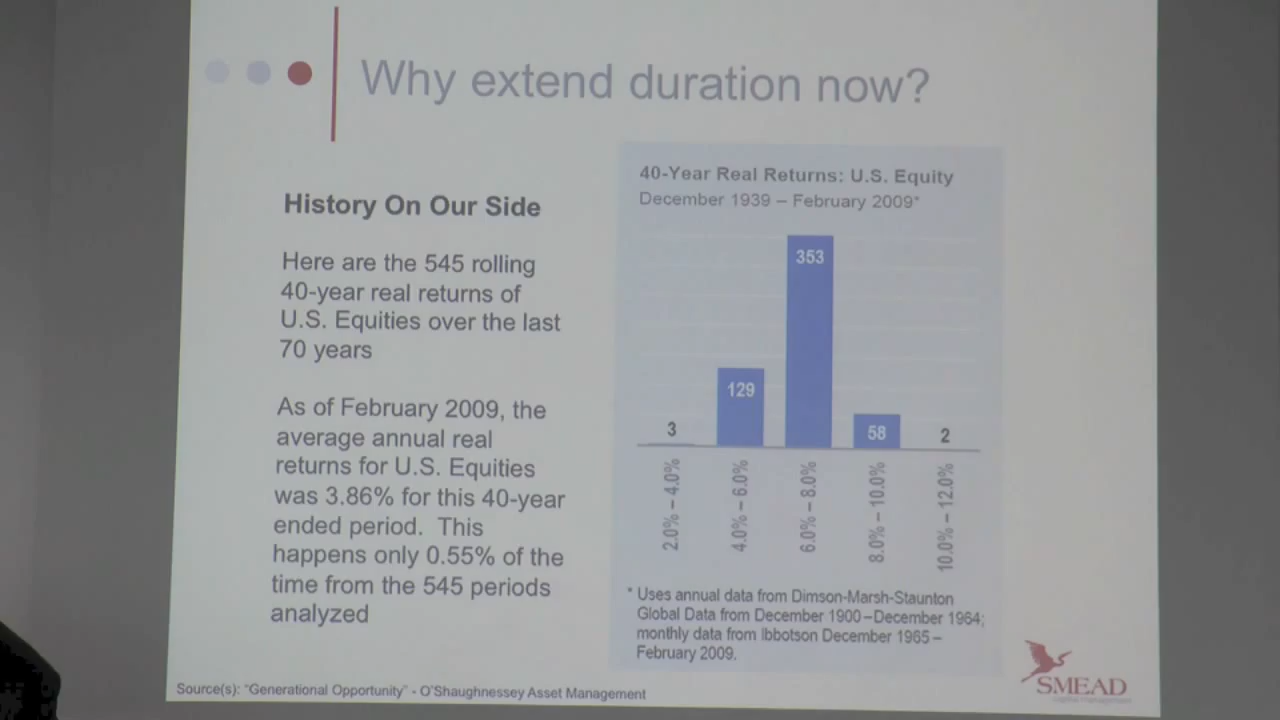 Why extend duration now?
History On Our Side
Here are the 545 rolling
40-year real returns of
U.S. Equities over the last
70 years
As of February 2009, the
average annual real
returns for U.S. Equities
was 3.86% for this 40-year
ended period. This
happens only 0.55% of the
time from the 545 periods
analyzed
40-Year Real Returns: U.S. Equity
December 1939 – February 2009*
3
129
353
58
2
2.0% – 4.0%
4.0% – 6.0%
6.0% – 8.0%
8.0% – 10.0%
10.0% – 12.0%
* Uses annual data from Dimson-Marsh-Staunton
Global Data from December 1900 – December 1964;
monthly data from Ibbotson December 1965 –
February 2009.
Source(s): "Generational Opportunity" - O'Shaughnessey Asset Management
SMEAD
Capital Management